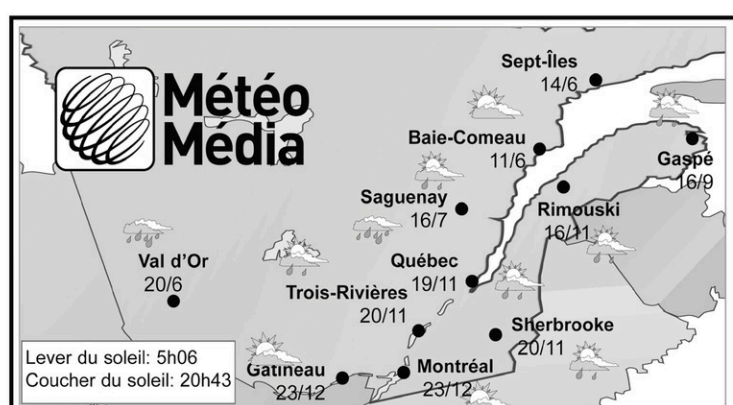 Météo
Média
Sept-Îles
14/6
Baie-Comeau
11/6
Gaspé
16/9
Saguenay
16/7
Rimouski
16/11
Val d'Or
20/6
Québec
19/11
Trois-Rivières
20/11
Sherbrooke
20/11
Lever du soleil: 5h06
Coucher du soleil: 20h43
Gatineau
23/12
Montréal
23/12